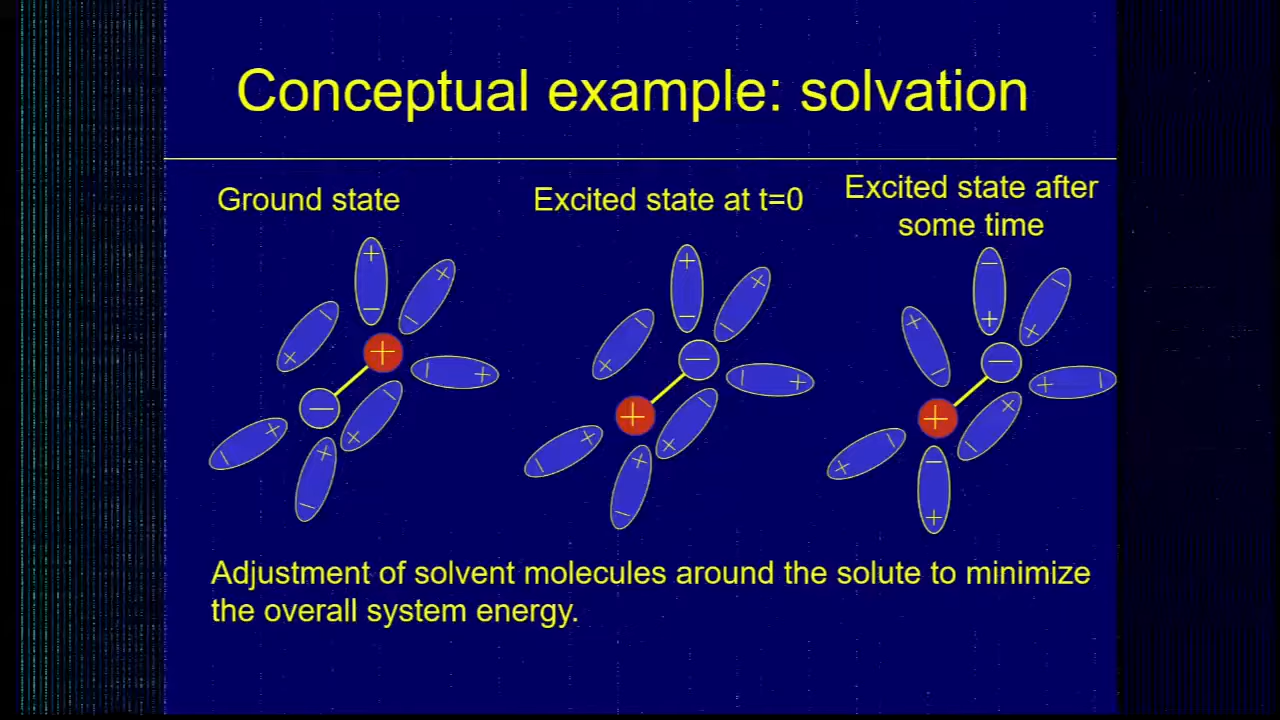 Conceptual example: solvation
Ground state
Excited state at t=0
Excited state after
some time
Adjustment of solvent molecules around the solute to minimize
the overall system energy.